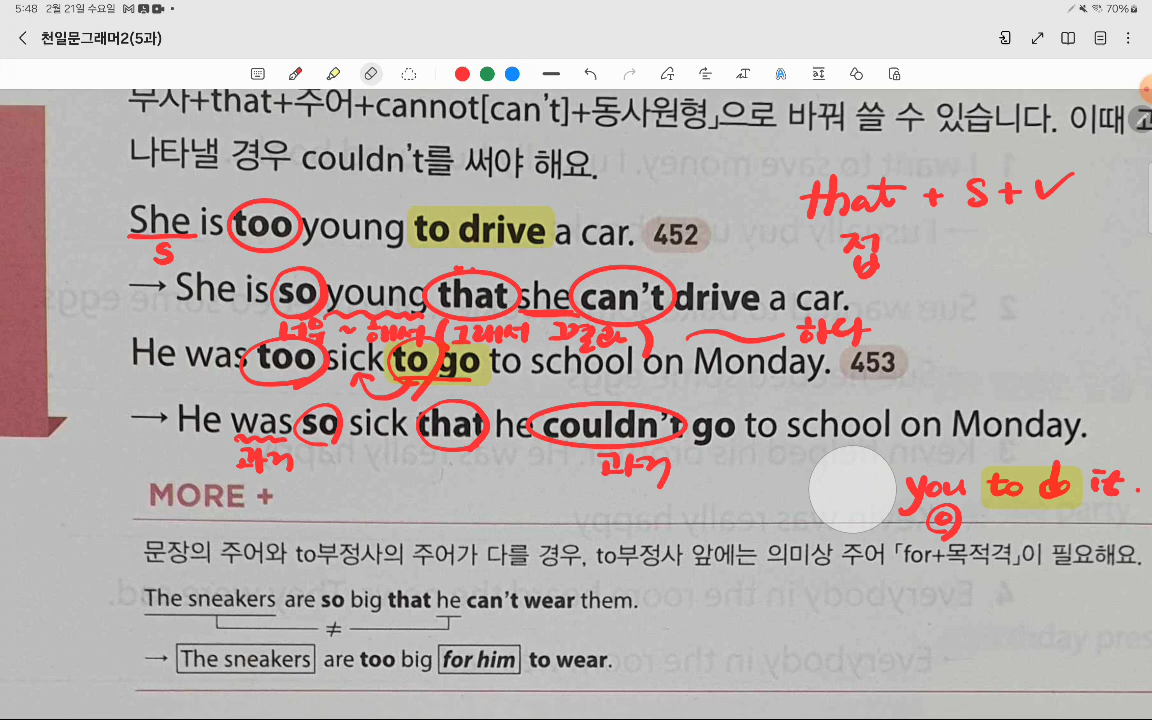 5:48 2월 21일 수요일
70%
천일문그래머2(5과)
부사+that+주어+cannot[can't]+동사원형」으로 바꿔 쓸 수 있습니다. 이때
나타낼 경우 couldn't를 써야 해요.
that + S + V
접
She is too young to drive a car. 452
S
→ She is so young that she can't drive a car.
너무 ~ 해서 (그래서 그결과) 하다
He was too sick to go to school on Monday. 453
→ He was so sick that he couldn't go to school on Monday.
과거 과거
you to do it.
MORE +
문장의 주어와 to부정사의 주어가 다를 경우, to부정사 앞에는 의미상 주어 「for+목적격」이 필요해요.
The sneakers are so big that he can't wear them.
≠
→ The sneakers are too big for him to wear.